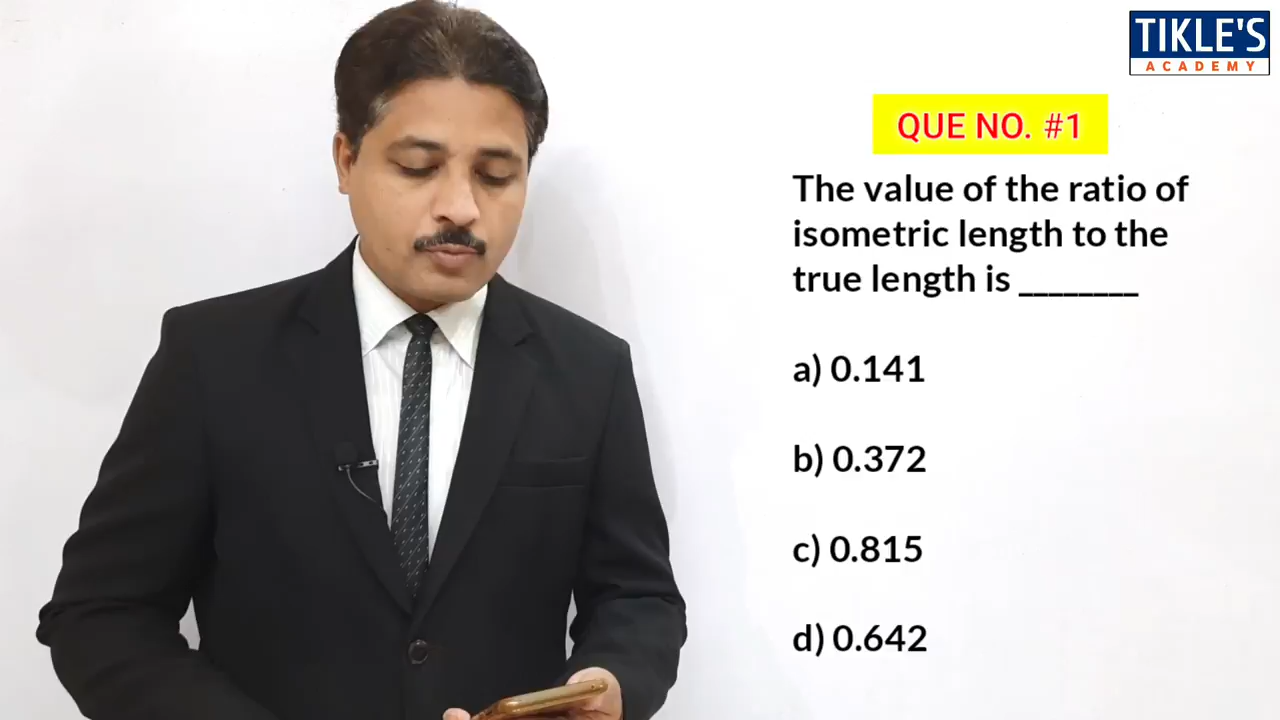 TIKLE'S
ACADEMY
QUE NO. #1
The value of the ratio of
isometric length to the
true length is ________
a) 0.141
b) 0.372
c) 0.815
d) 0.642